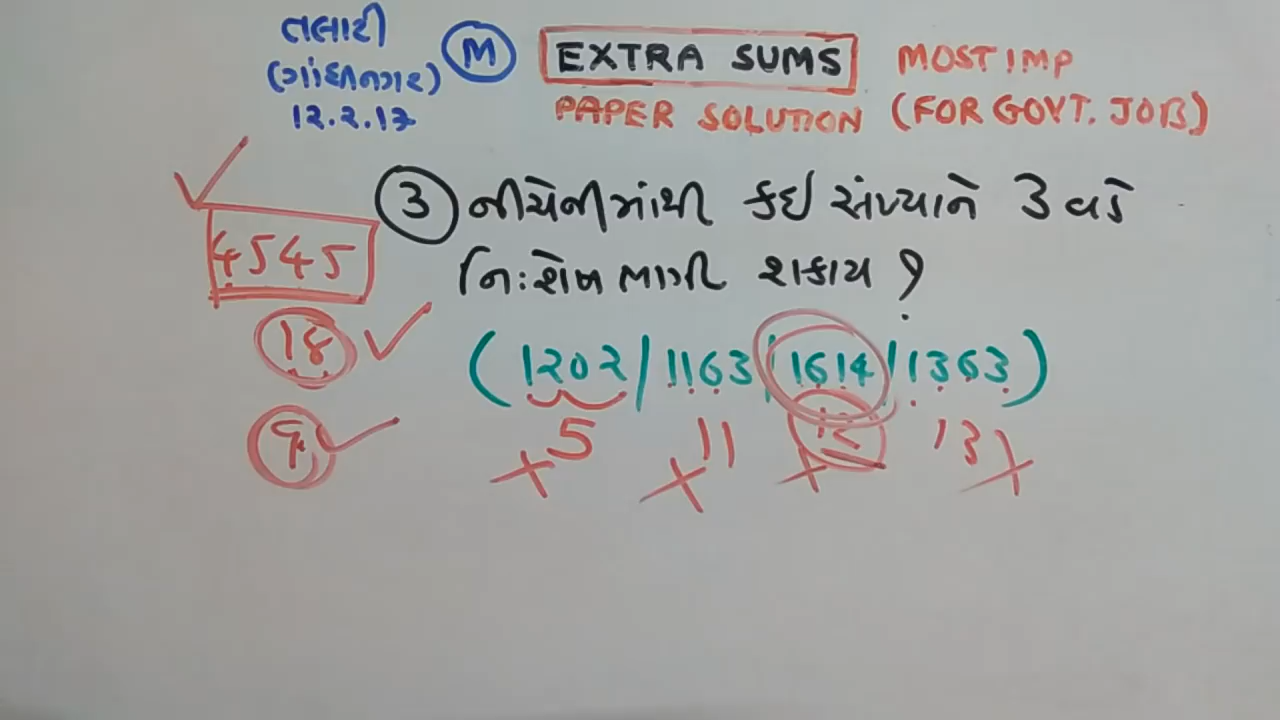 તલાટી
(ગાંધીનગર)
12.2.17
M
EXTRA SUMS
PAPER SOLUTION
MOST IMP
(FOR GOVT. JOB)
3 નીચેનીમાંથી કઇ સંખ્યાને 3 વડે
નિ:શેષ ભાગી શકાય ?
4545
18
9
(1202/1163/1614/1363)
5 11 12 13